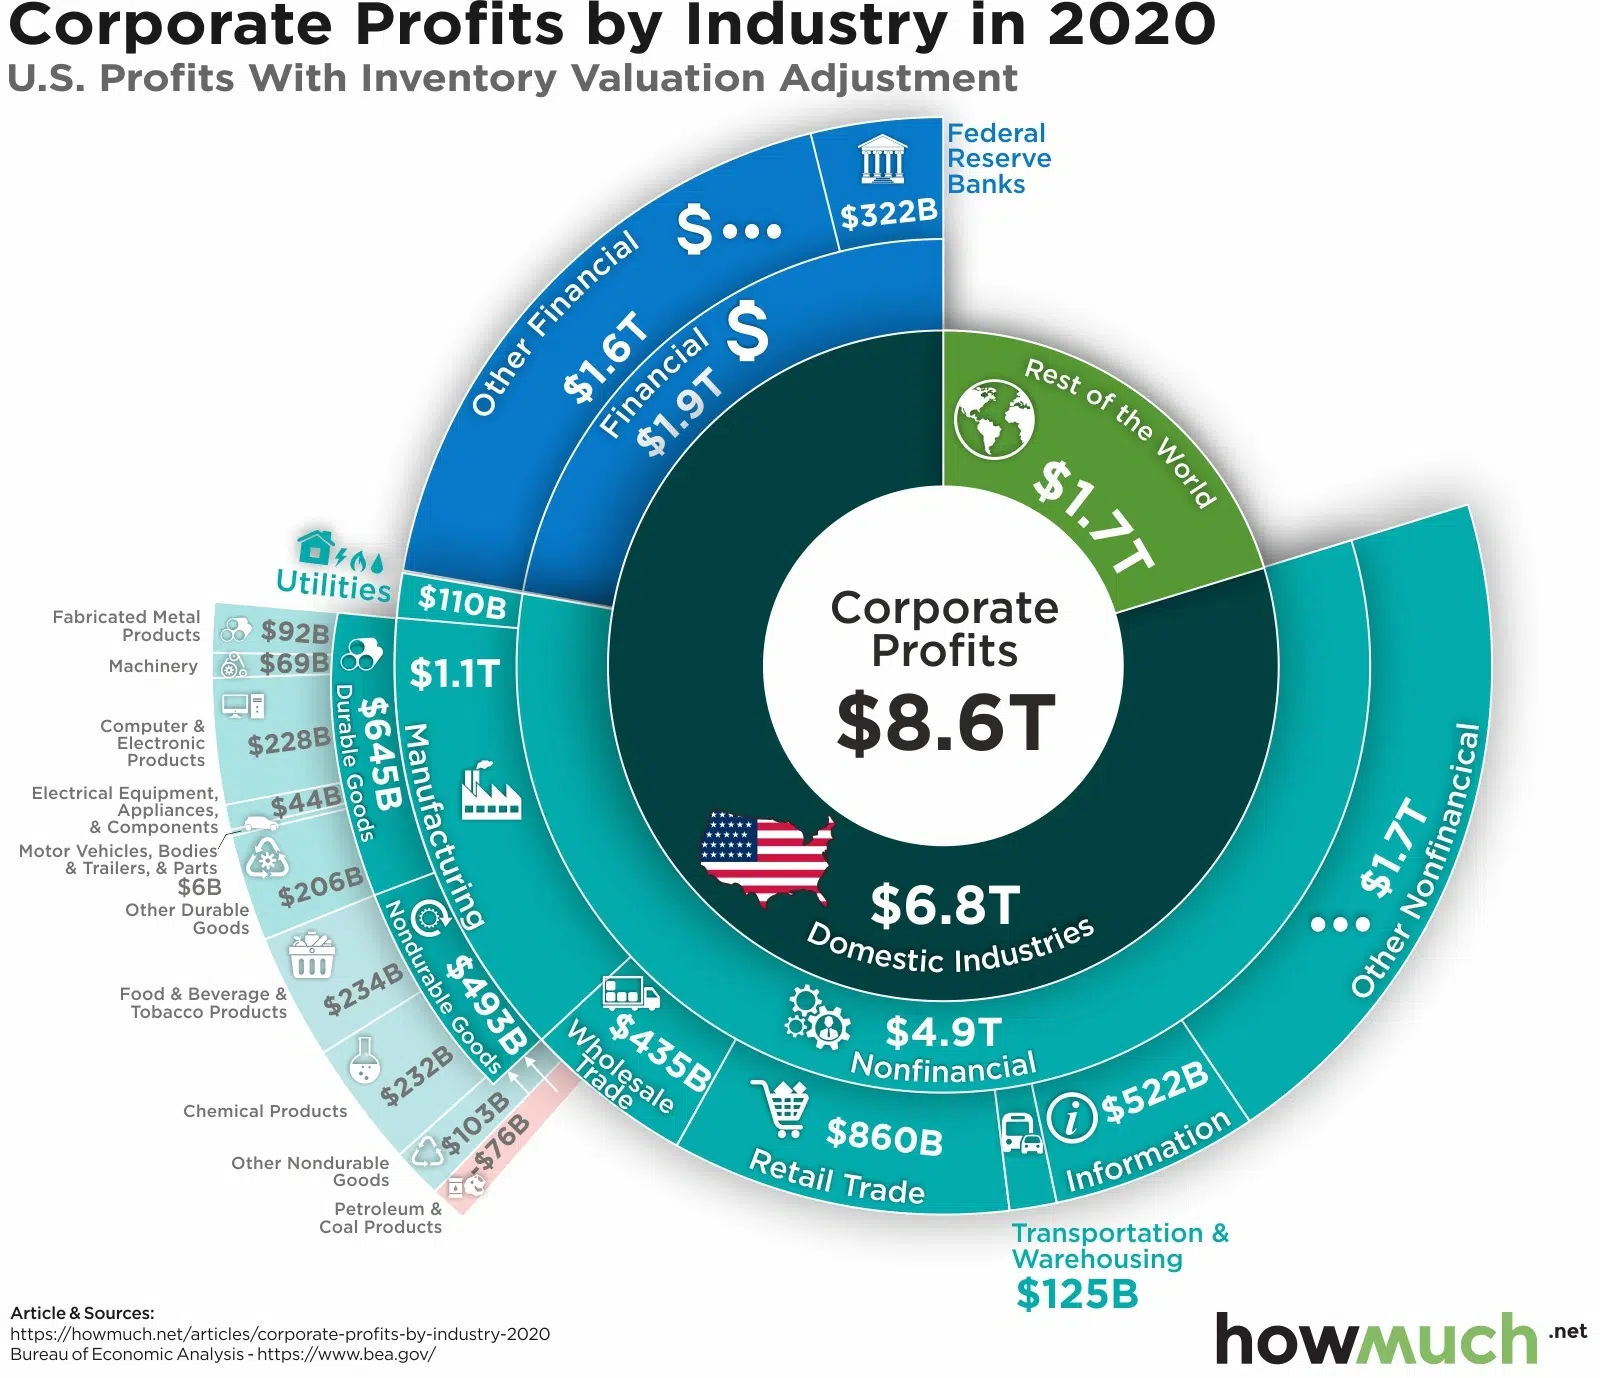 Corporate Profits by Industry in 2020
U.S. Profits With Inventory Valuation Adjustment
Federal
Reserve
Banks
$322B
Other Financial
$1.6T
Financial
$1.9T
Rest of the World
$1.7T
Corporate
Profits
$8.6T
$6.8T
Domestic Industries
$4.9T
Nonfinancial
$1.7T
Other Nonfinancical
$522B
Information
Transportation &
Warehousing
$125B
$860B
Retail Trade
$435B
Wholesale
Trade
Utilities
$110B
$1.1T
Manufacturing
$645B
Durable Goods
$493B
Nondurable Goods
Fabricated Metal
Products
$92B
Machinery
$69B
Computer &
Electronic
Products
$228B
Electrical Equipment,
Appliances,
& Components
$44B
Motor Vehicles, Bodies
& Trailers, & Parts
$6B
Other Durable
Goods
$206B
Food & Beverage &
Tobacco Products
$234B
Chemical Products
$232B
Other Nondurable
Goods
$103B
Petroleum &
Coal Products
-$76B
Article & Sources:
https://howmuch.net/articles/corporate-profits-by-industry-2020
Bureau of Economic Analysis - https://www.bea.gov/
howmuch.net